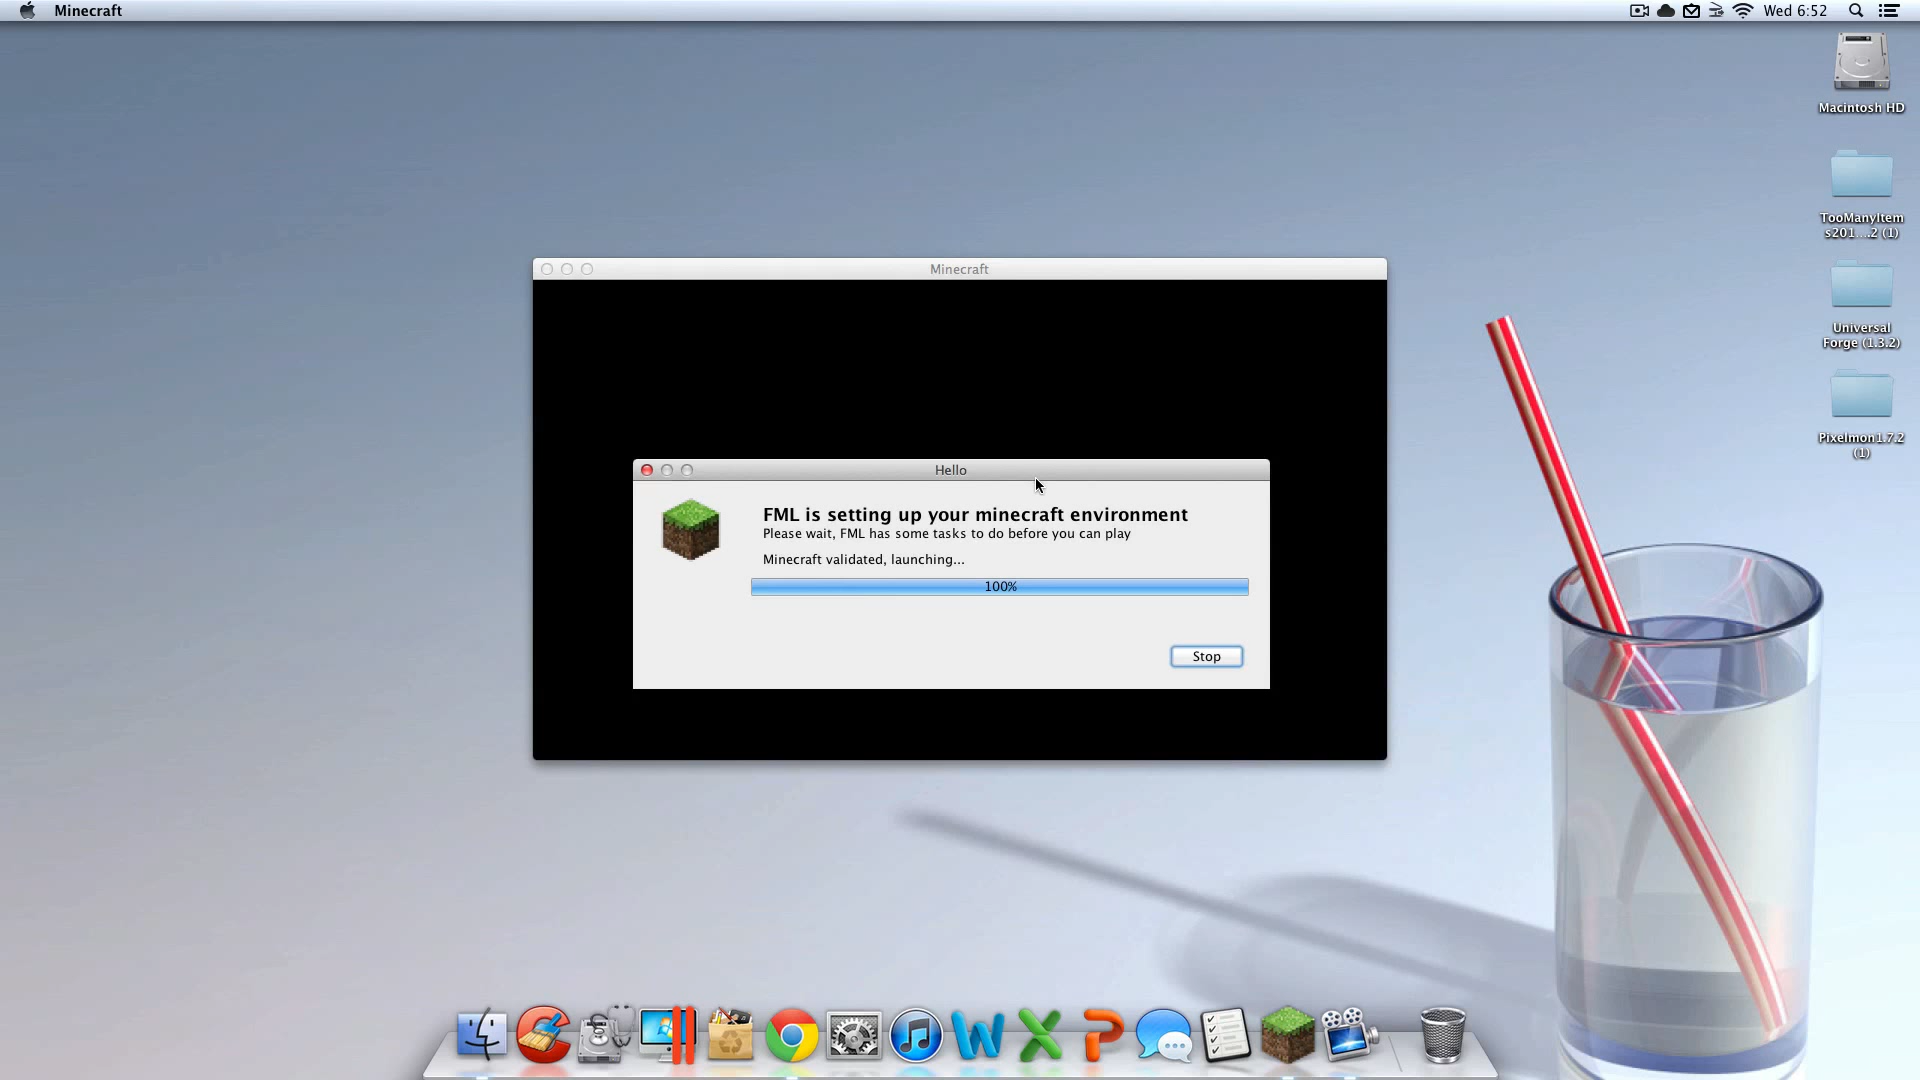 Minecraft
Wed 6:52
Macintosh HD
TooManyItem
s201....2 (1)
Universal
Forge (1.3.2)
Pixelmon1.7.2
(1)
Minecraft
Hello
FML is setting up your minecraft environment
Please wait, FML has some tasks to do before you can play
Minecraft validated, launching...
100%
Stop